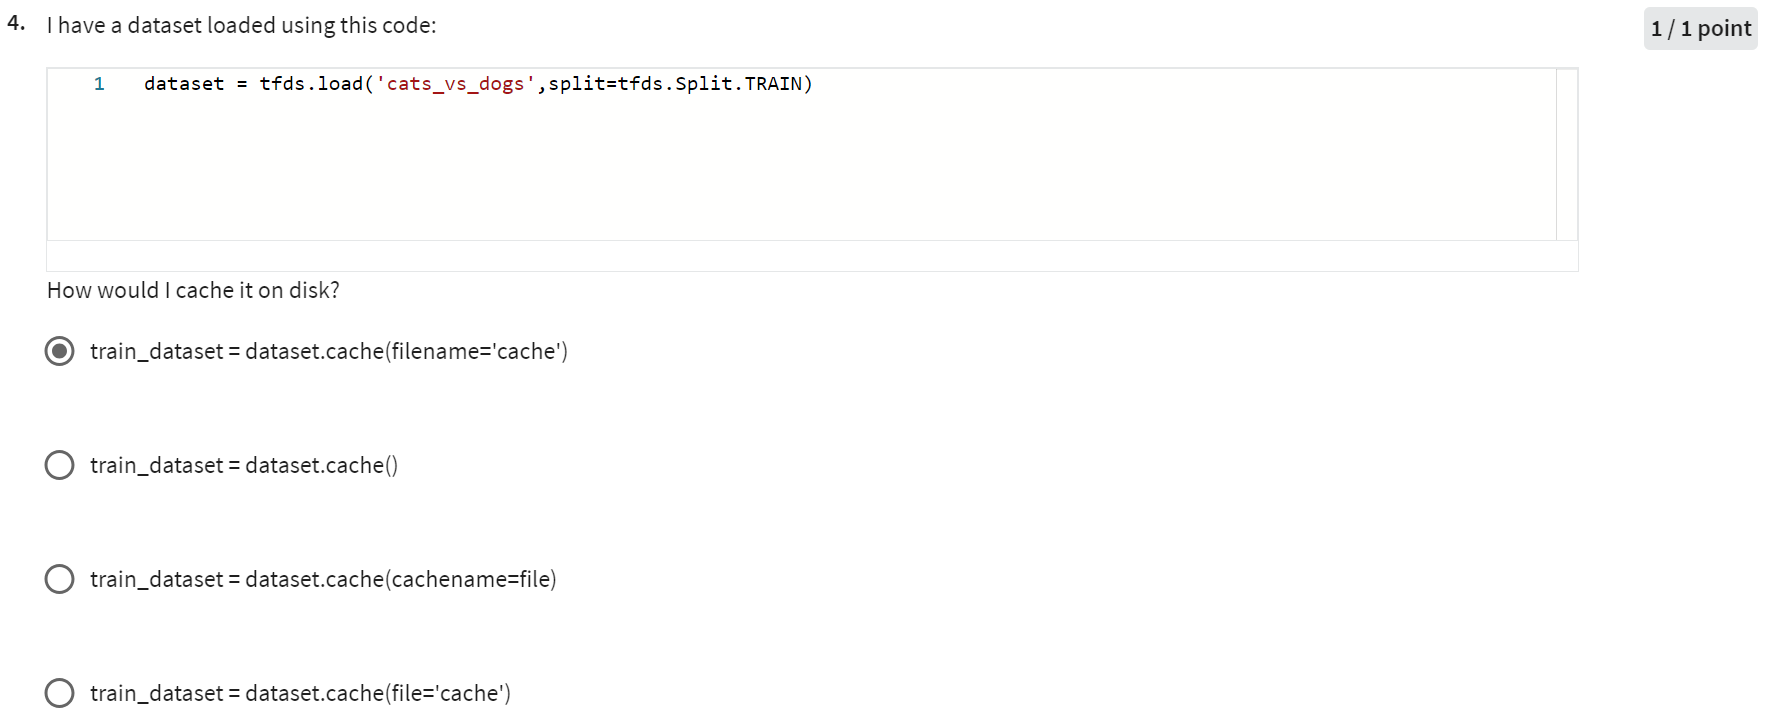 4. I have a dataset loaded using this code:
1 / 1 point
1 dataset = tfds.load('cats_vs_dogs',split=tfds.Split.TRAIN)
How would I cache it on disk?
train_dataset = dataset.cache(filename='cache')
train_dataset = dataset.cache()
train_dataset = dataset.cache(cachename=file)
train_dataset = dataset.cache(file='cache')